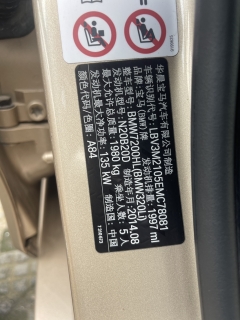 华晨宝马汽车有限公司制造
品牌:宝马 (BMW)牌
车辆识别代号:LBV3M2105EMC78081
整车型号:BMW7200HL(BMW320Li)
发动机型号:N20B20D 发动机排量:1997 ml
最大允许总质量:1980 kg 制造年月:2014.08
发动机最大净功率:135 kW 乘坐人数:5人
颜色代码/色漆:A84 制造国:中国